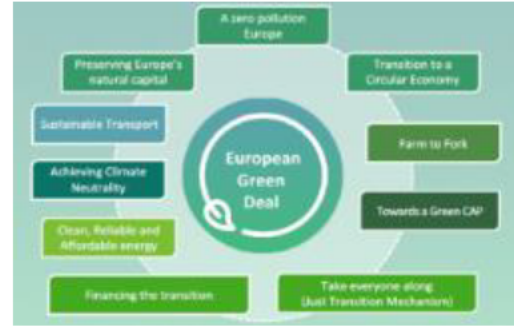 A zero pollution
Europe
Preserving Europe's
natural capital
Transition to a
Circular Economy
Sustainable Transport
Farm to Fork
European
Green
Deal
Achieving Climate
Neutrality
Towards a Green CAP
Clean, Reliable and
Affordable energy
Financing the transition
Take everyone along
(Just Transition Mechanism)